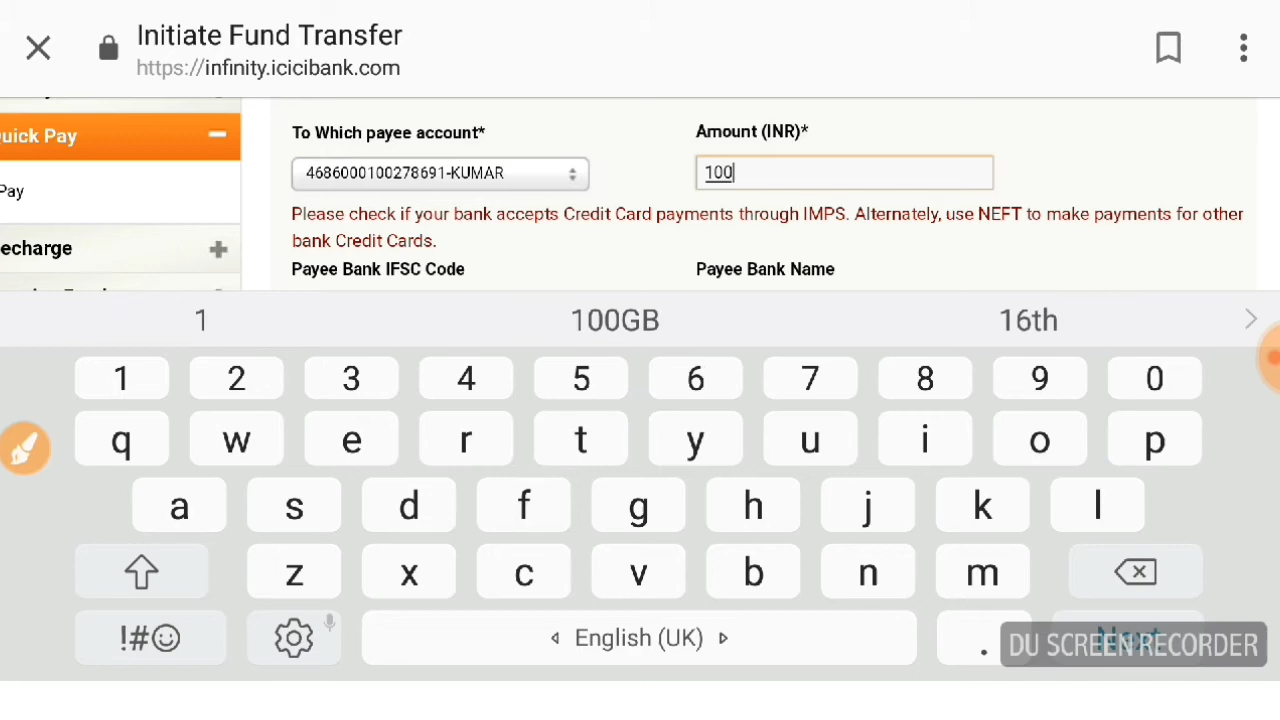 Initiate Fund Transfer
https://infinity.icicibank.com
uick Pay
Pay
echarge
To Which payee account*
Amount (INR)*
4686000100278691-KUMAR
100
Please check if your bank accepts Credit Card payments through IMPS. Alternately, use NEFT to make payments for other
bank Credit Cards.
Payee Bank IFSC Code
Payee Bank Name
1 100GB 16th
1 2 3 4 5 6 7 8 9 0
q w e r t y u i o p
a s d f g h j k l
z x c v b n m
!#☺ English (UK) . Next
DU SCREEN RECORDER